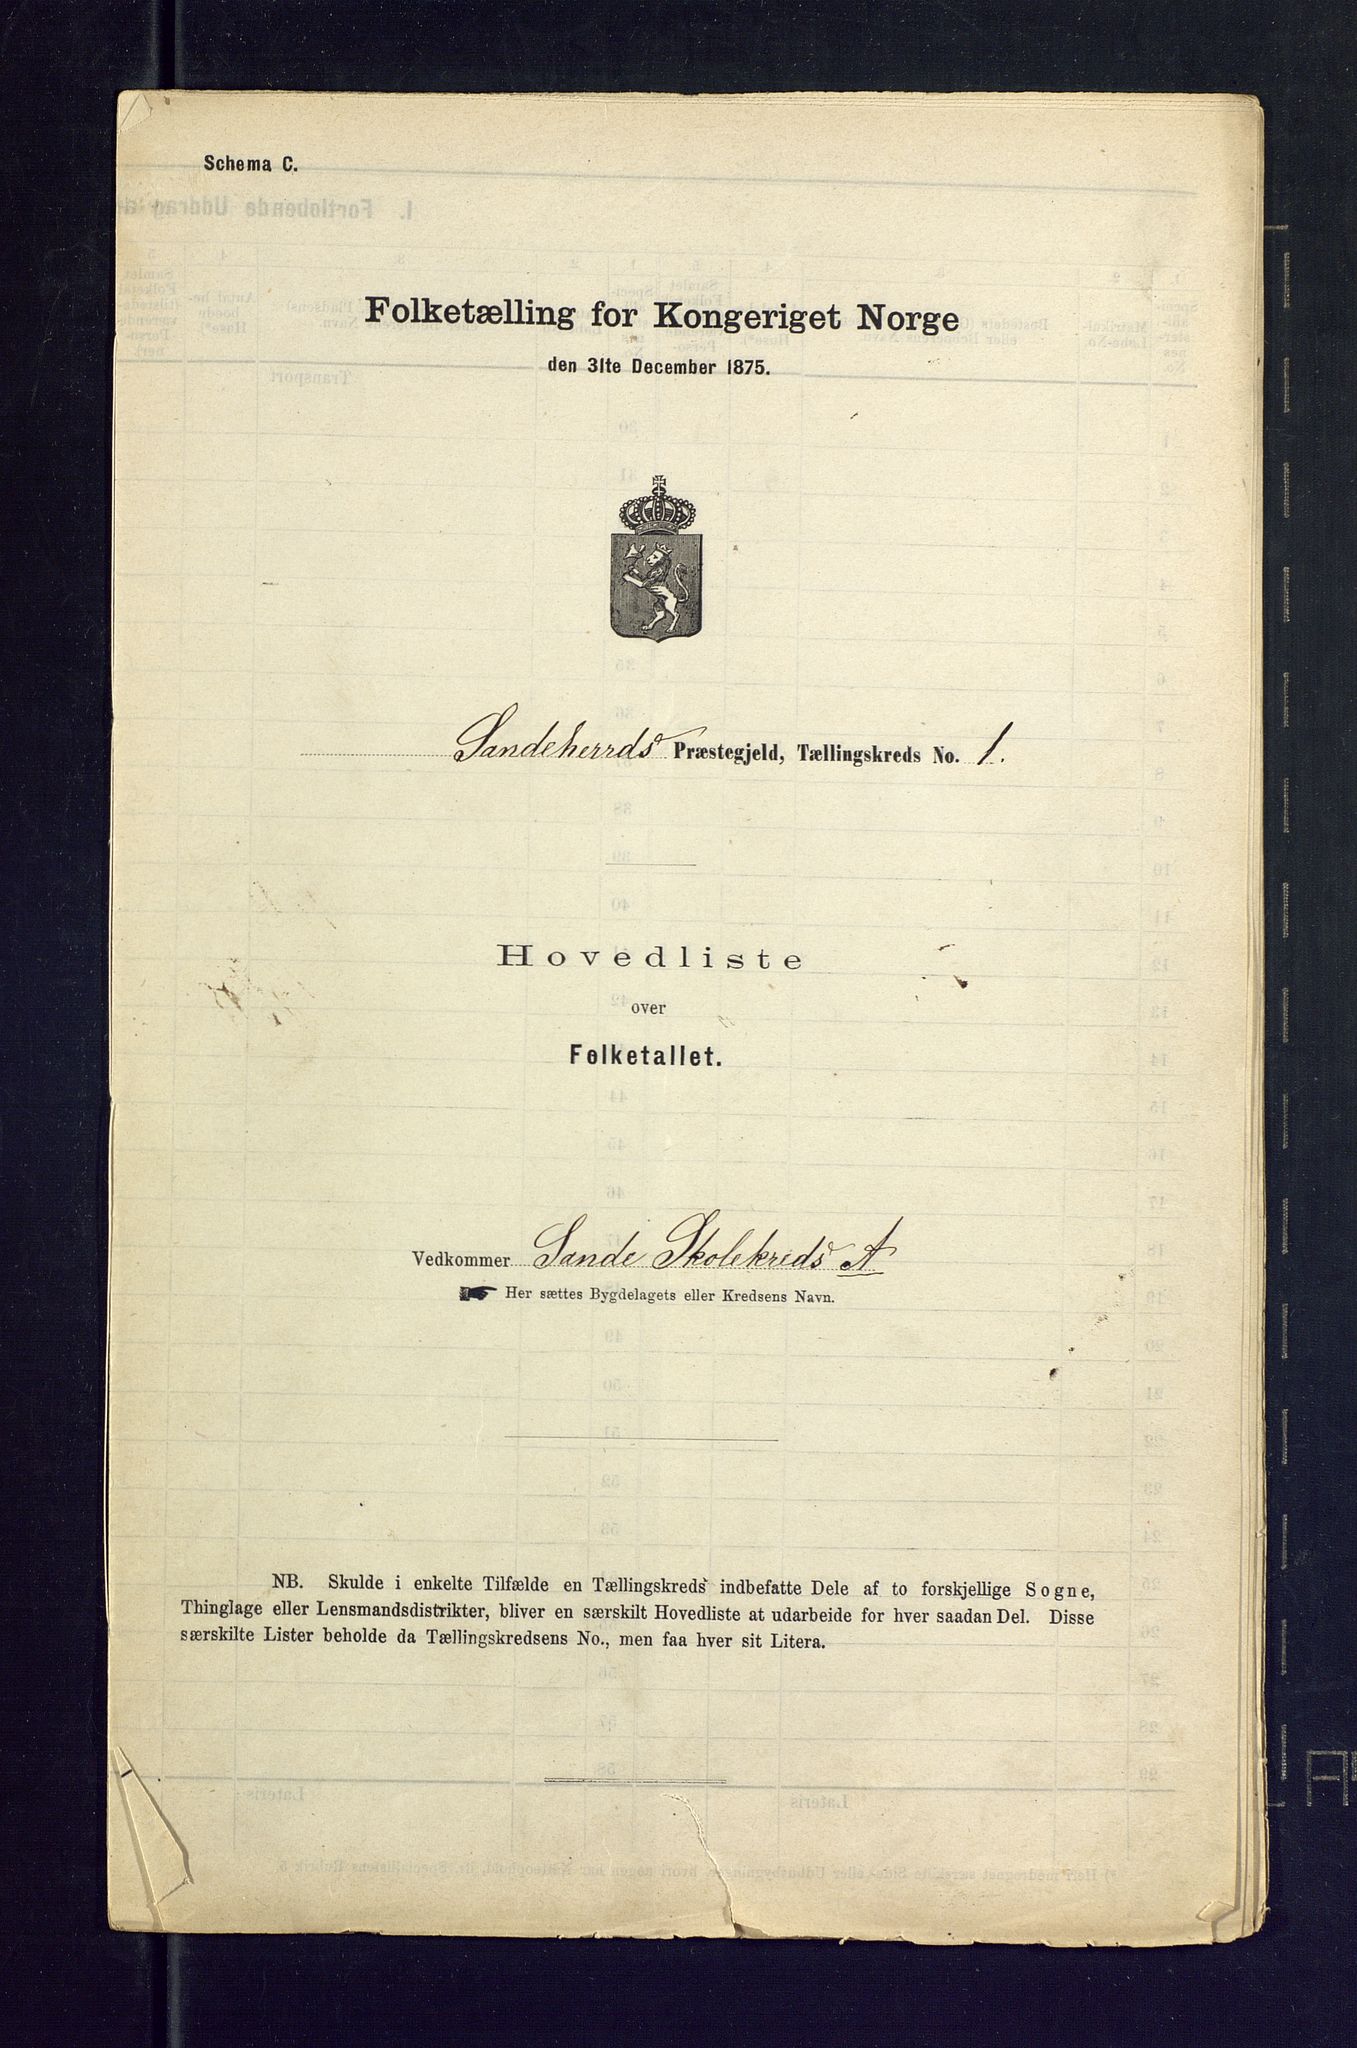 Schema C.
Folketælling for Kongeriget Norge
den 31te December 1875.
Sandeherrds Præstegjeld, Tællingskreds No. 1.
Hovedliste
over
Folketallet.
Vedkommer Sande Skolekreds A
Her sættes Bygdelagets eller Kredsens Navn.
NB. Skulde i enkelte Tilfælde en Tællingskreds indbefatte Dele af to forskjellige Sogne,
Thinglage eller Lensmandsdistrikter, bliver en særskilt Hovedliste at udarbeide for hver saadan Del. Disse
særskilte Lister beholde da Tællingskredsens No., men faa hver sit Litera.